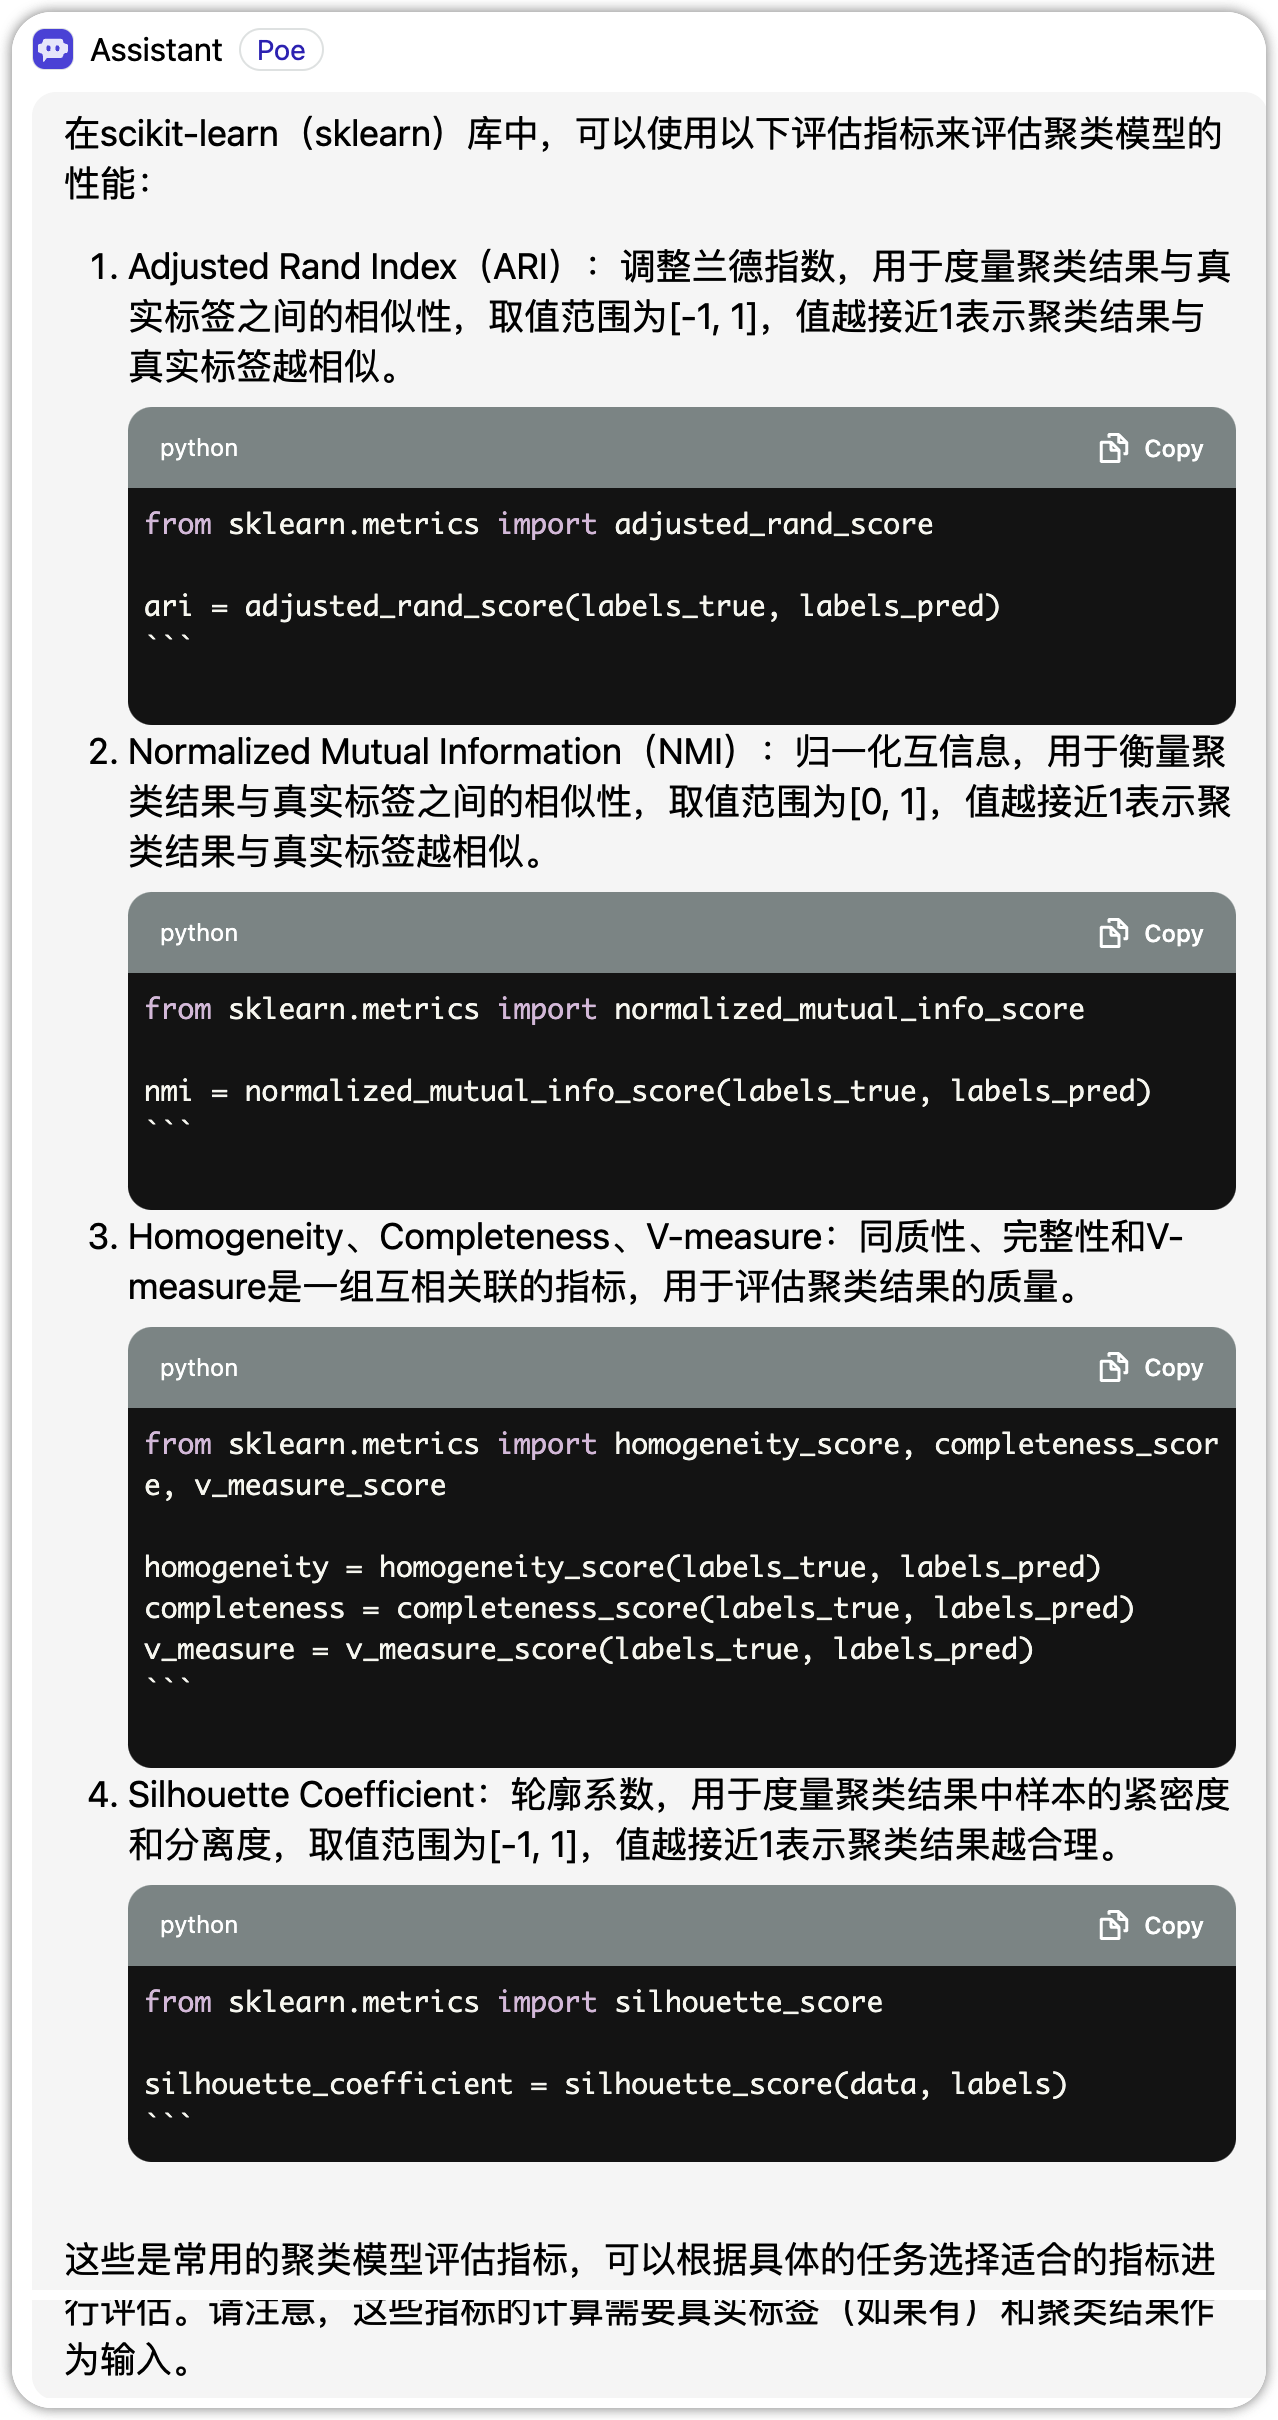 Assistant Poe
在scikit-learn（sklearn）库中，可以使用以下评估指标来评估聚类模型的
性能：
1. Adjusted Rand Index（ARI）：调整兰德指数，用于度量聚类结果与真
实标签之间的相似性，取值范围为[-1, 1]，值越接近1表示聚类结果与
真实标签越相似。
python Copy
from sklearn.metrics import adjusted_rand_score
ari = adjusted_rand_score(labels_true, labels_pred)
```
2. Normalized Mutual Information（NMI）：归一化互信息，用于衡量聚
类结果与真实标签之间的相似性，取值范围为[0, 1]，值越接近1表示聚
类结果与真实标签越相似。
python Copy
from sklearn.metrics import normalized_mutual_info_score
nmi = normalized_mutual_info_score(labels_true, labels_pred)
```
3. Homogeneity、Completeness、V-measure：同质性、完整性和V-
measure是一组互相关联的指标，用于评估聚类结果的质量。
python Copy
from sklearn.metrics import homogeneity_score, completeness_scor
e, v_measure_score
homogeneity = homogeneity_score(labels_true, labels_pred)
completeness = completeness_score(labels_true, labels_pred)
v_measure = v_measure_score(labels_true, labels_pred)
```
4. Silhouette Coefficient：轮廓系数，用于度量聚类结果中样本的紧密度
和分离度，取值范围为[-1, 1]，值越接近1表示聚类结果越合理。
python Copy
from sklearn.metrics import silhouette_score
silhouette_coefficient = silhouette_score(data, labels)
```
这些是常用的聚类模型评估指标，可以根据具体的任务选择适合的指标进
行评估。请注意，这些指标的计算需要真实标签（如果有）和聚类结果作
为输入。